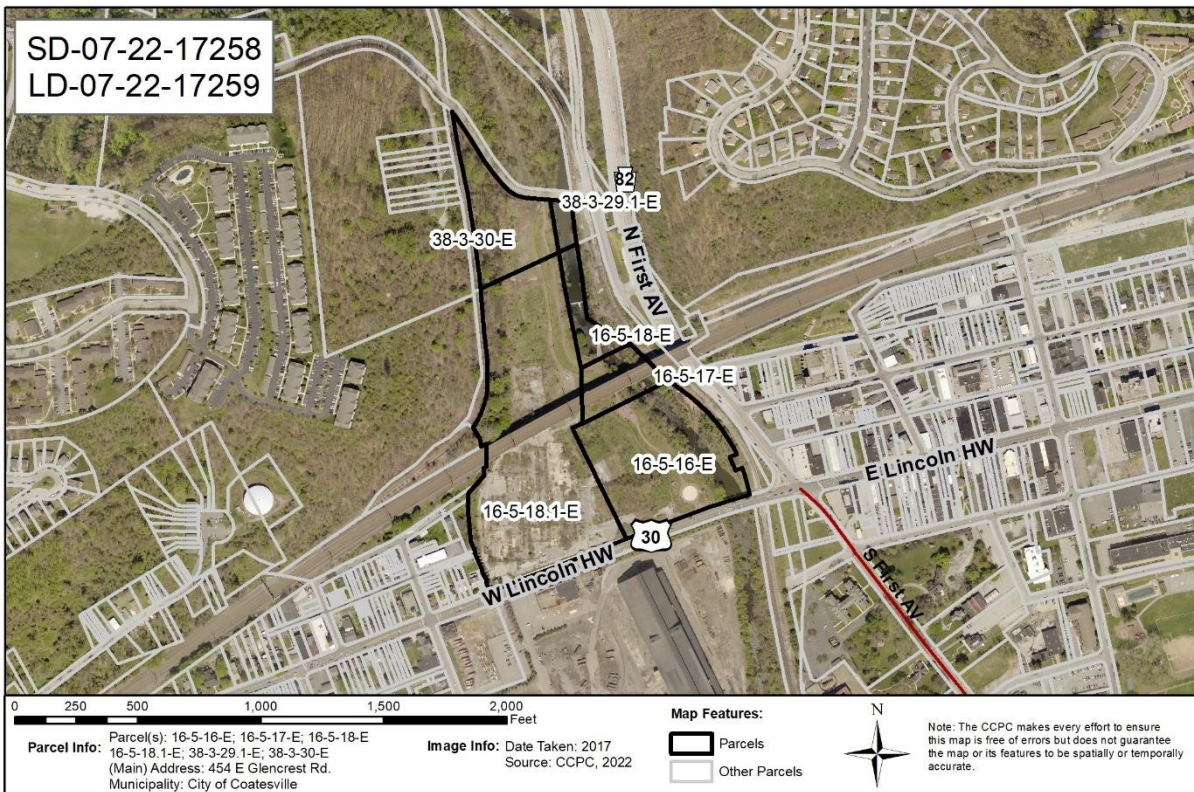 SD-07-22-17258
LD-07-22-17259
82
38-3-29.1-E
38-3-30-E
N First AV
16-5-18-E
16-5-17-E
16-5-16-E
E Lincoln HW
16-5-18.1-E
30
W Lincoln HW
S First AV
0 250 500 1,000 1,500 2,000
Feet
Parcel Info: Parcel(s): 16-5-16-E; 16-5-17-E; 16-5-18-E
16-5-18.1-E; 38-3-29.1-E; 38-3-30-E
(Main) Address: 454 E Glencrest Rd.
Municipality: City of Coatesville
Image Info: Date Taken: 2017
Source: CCPC, 2022
Map Features:
Parcels
Other Parcels
N
Note: The CCPC makes every effort to ensure
this map is free of errors but does not guarantee
the map or its features to be spatially or temporally
accurate.